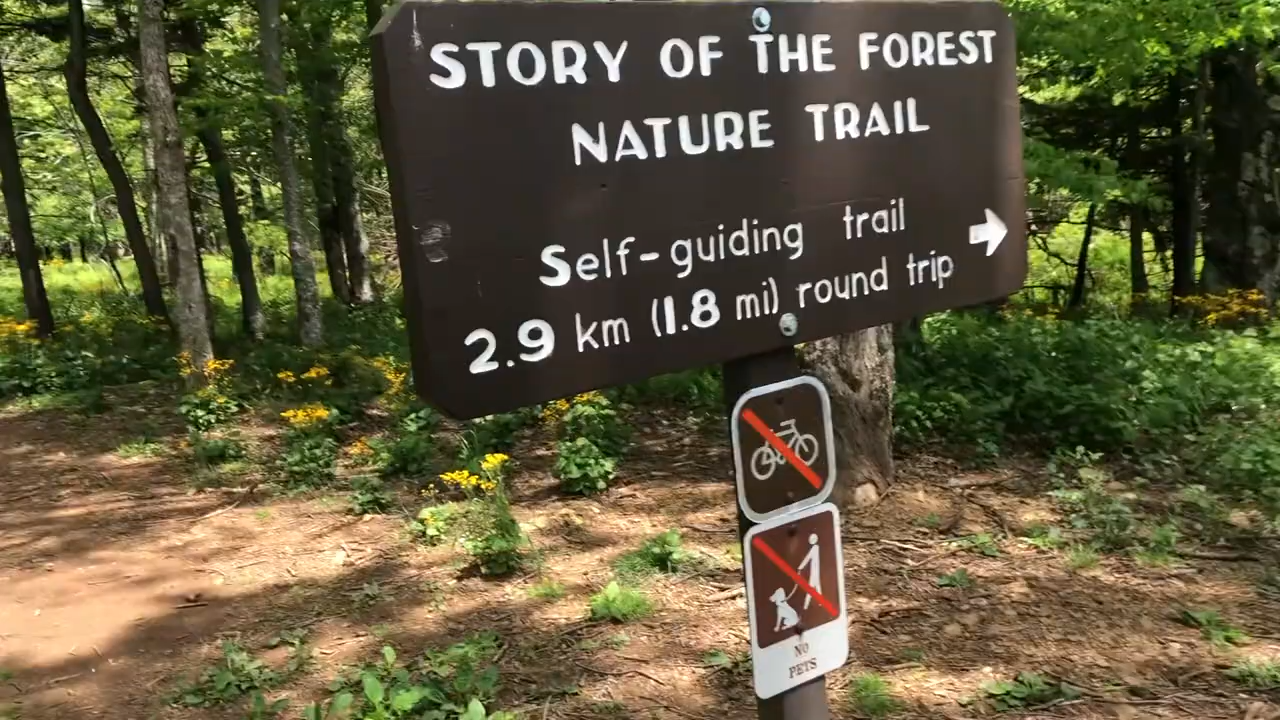 STORY OF THE FOREST
NATURE TRAIL
Self-guiding trail
2.9 km (1.8 mi) round trip
NO
PETS